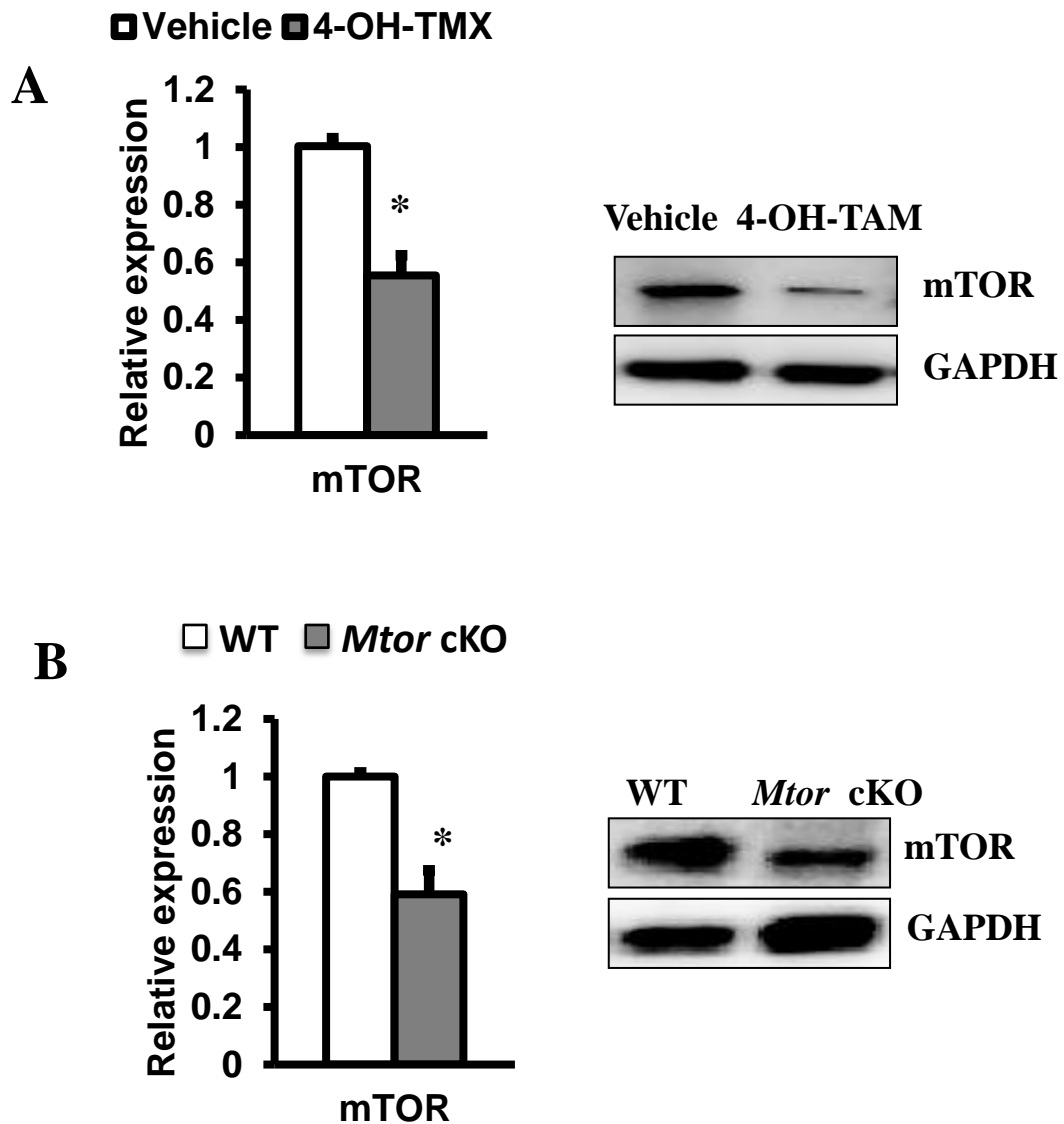 Vehicle 4-OH-TMX
A
Relative expression
1.2
1
0.8
0.6
0.4
0.2
0
*
mTOR
Vehicle 4-OH-TAM
mTOR
GAPDH
WT Mtor cKO
B
Relative expression
1.2
1
0.8
0.6
0.4
0.2
0
*
mTOR
WT Mtor cKO
mTOR
GAPDH